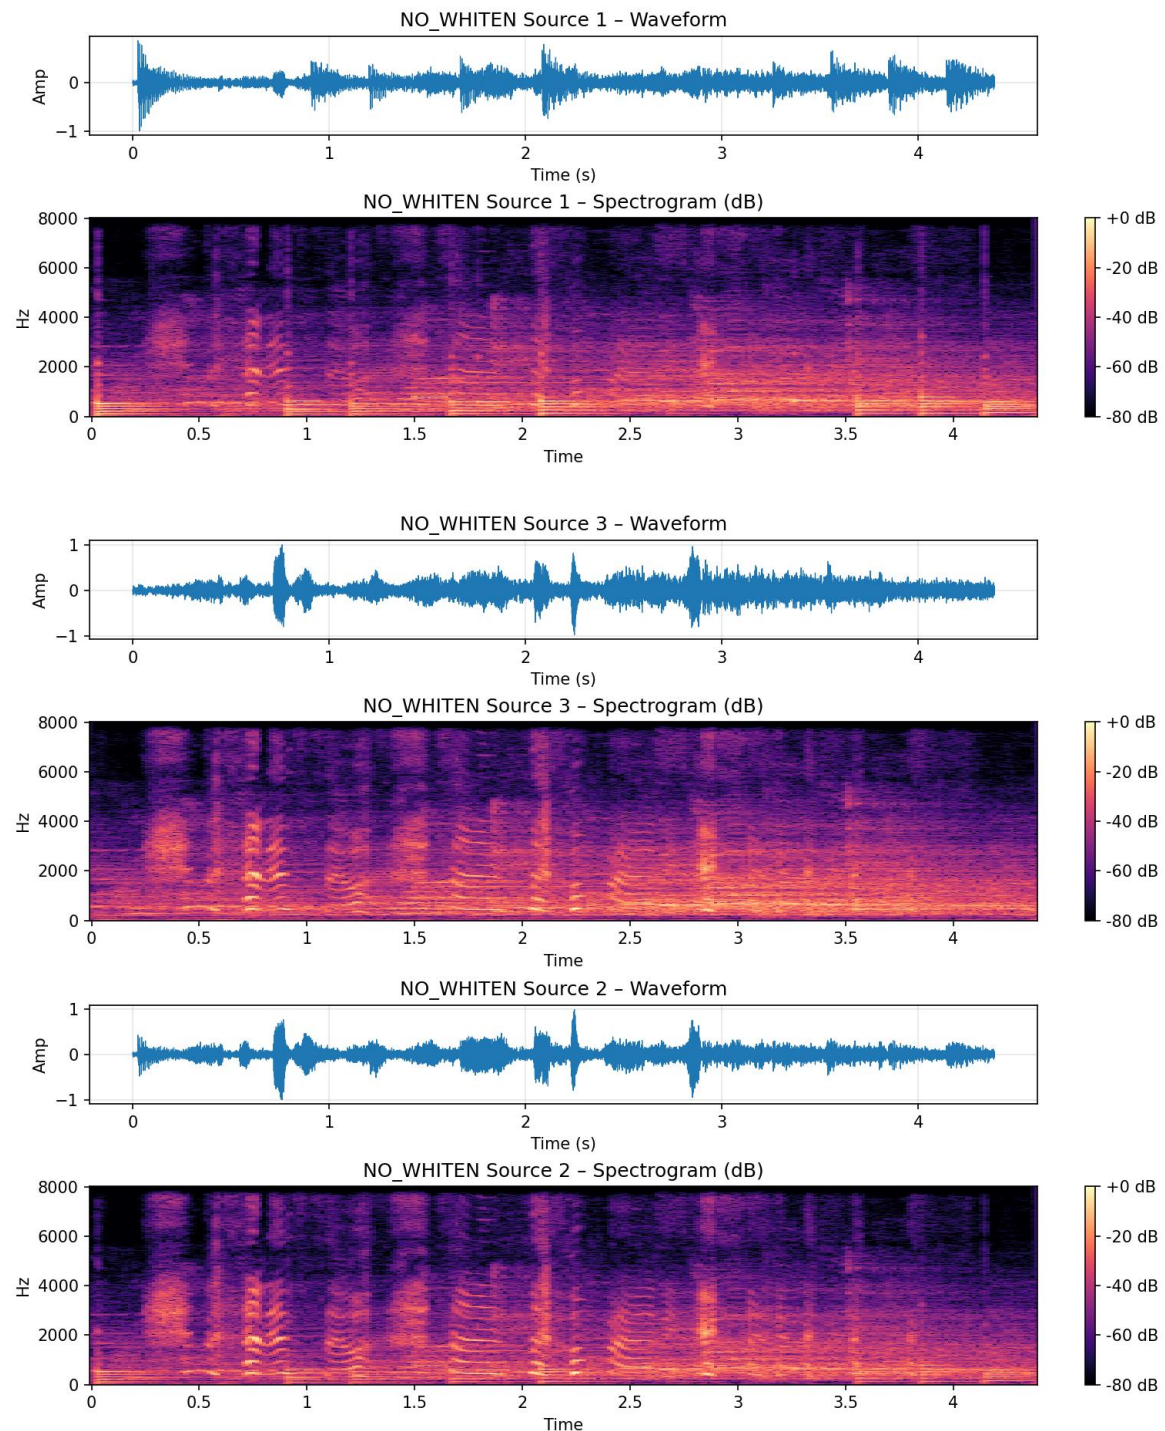 NO_WHITEN Source 1 – Waveform
Amp
0
−1
0 1 2 3 4
Time (s)
NO_WHITEN Source 1 – Spectrogram (dB)
Hz
8000
6000
4000
2000
0
0 0.5 1 1.5 2 2.5 3 3.5 4
Time
+0 dB
-20 dB
-40 dB
-60 dB
-80 dB
NO_WHITEN Source 3 – Waveform
Amp
1
0
−1
0 1 2 3 4
Time (s)
NO_WHITEN Source 3 – Spectrogram (dB)
Hz
8000
6000
4000
2000
0
0 0.5 1 1.5 2 2.5 3 3.5 4
Time
+0 dB
-20 dB
-40 dB
-60 dB
-80 dB
NO_WHITEN Source 2 – Waveform
Amp
1
0
−1
0 1 2 3 4
Time (s)
NO_WHITEN Source 2 – Spectrogram (dB)
Hz
8000
6000
4000
2000
0
0 0.5 1 1.5 2 2.5 3 3.5 4
Time
+0 dB
-20 dB
-40 dB
-60 dB
-80 dB